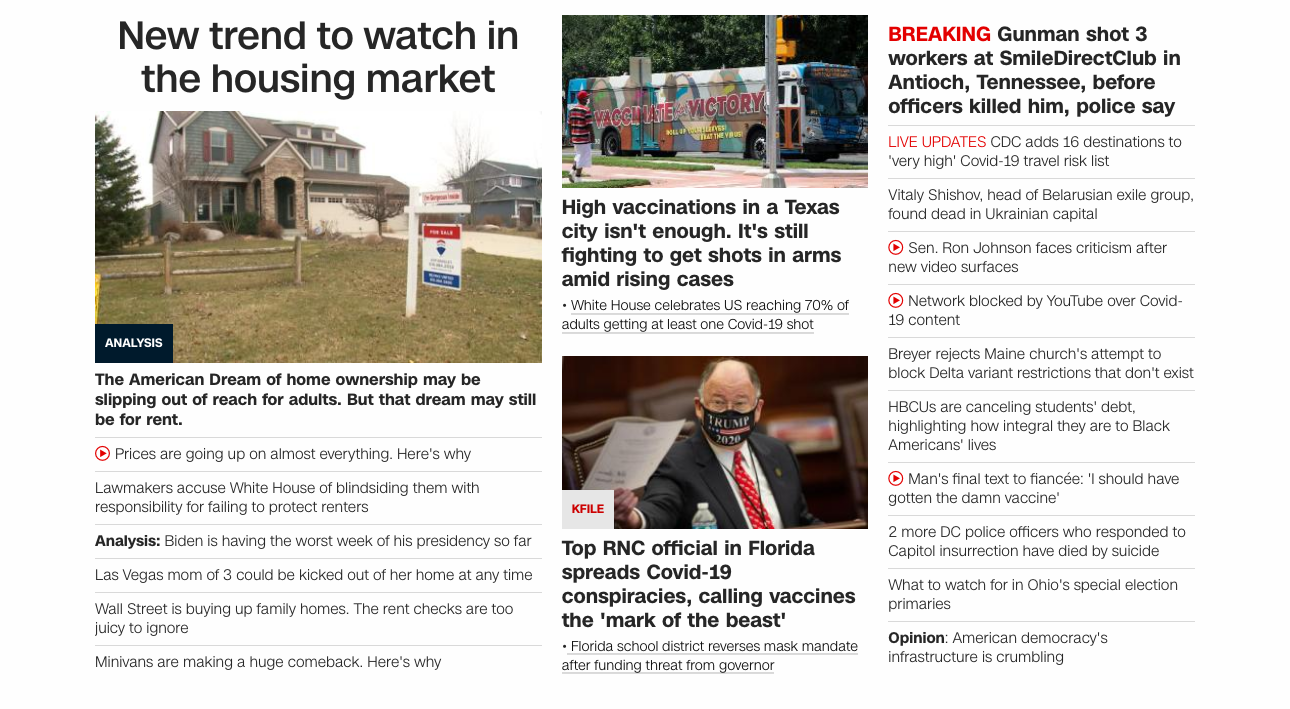 New trend to watch in
the housing market
FOR SALE
ANALYSIS
The American Dream of home ownership may be
slipping out of reach for adults. But that dream may still
be for rent.
Prices are going up on almost everything. Here's why
Lawmakers accuse White House of blindsiding them with
responsibility for failing to protect renters
Analysis: Biden is having the worst week of his presidency so far
Las Vegas mom of 3 could be kicked out of her home at any time
Wall Street is buying up family homes. The rent checks are too
juicy to ignore
Minivans are making a huge comeback. Here's why
VACCINATE VICTORY
High vaccinations in a Texas
city isn't enough. It's still
fighting to get shots in arms
amid rising cases
• White House celebrates US reaching 70% of
adults getting at least one Covid-19 shot
TRUMP
2020
KFILE
Top RNC official in Florida
spreads Covid-19
conspiracies, calling vaccines
the 'mark of the beast'
• Florida school district reverses mask mandate
after funding threat from governor
BREAKING Gunman shot 3
workers at SmileDirectClub in
Antioch, Tennessee, before
officers killed him, police say
LIVE UPDATES CDC adds 16 destinations to
'very high' Covid-19 travel risk list
Vitaly Shishov, head of Belarusian exile group,
found dead in Ukrainian capital
Sen. Ron Johnson faces criticism after
new video surfaces
Network blocked by YouTube over Covid-
19 content
Breyer rejects Maine church's attempt to
block Delta variant restrictions that don't exist
HBCUs are canceling students' debt,
highlighting how integral they are to Black
Americans' lives
Man's final text to fiancée: 'I should have
gotten the damn vaccine'
2 more DC police officers who responded to
Capitol insurrection have died by suicide
What to watch for in Ohio's special election
primaries
Opinion: American democracy's
infrastructure is crumbling